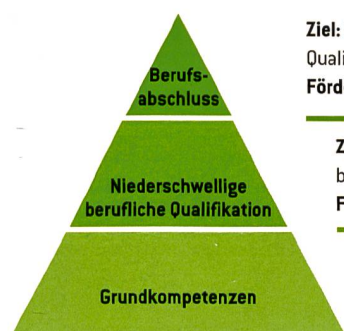 Ziel:
Quali
Förd
Berufs-
abschluss
Z
b
F
Niederschwellige
berufliche Qualifikation
Grundkompetenzen